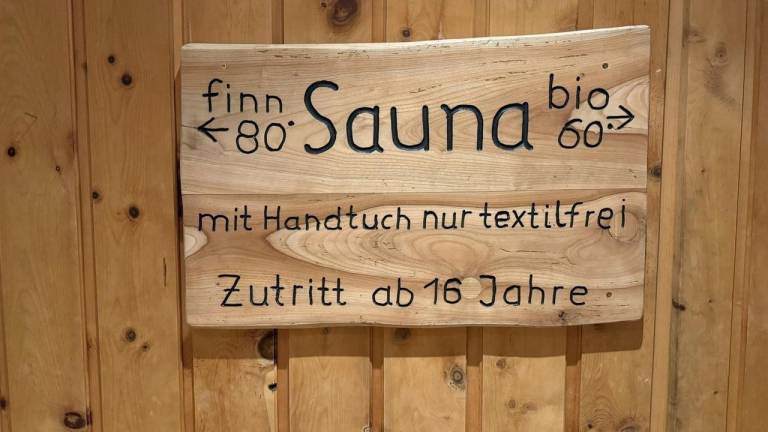 finn Sauna bio
← 80° 60° →
mit Handtuch nur textilfrei
Zutritt ab 16 Jahre